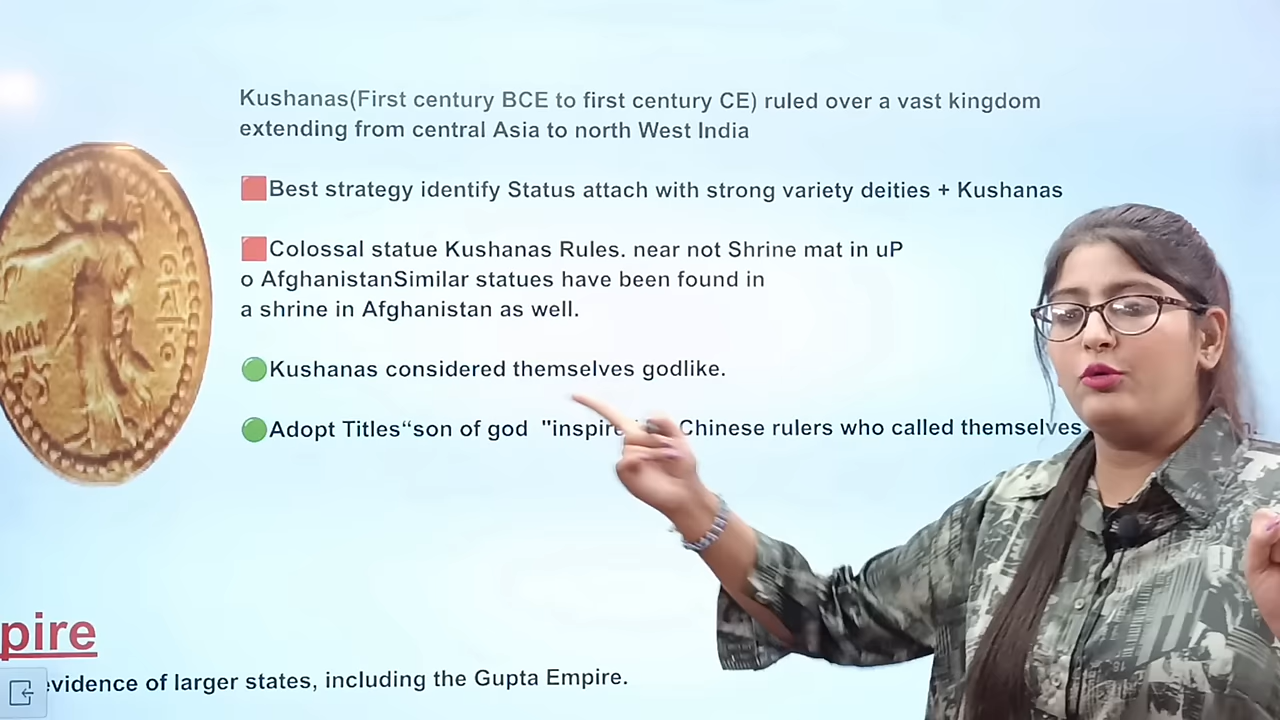 Kushanas(First century BCE to first century CE) ruled over a vast kingdom
extending from central Asia to north West India
Best strategy identify Status attach with strong variety deities + Kushanas
Colossal statue Kushanas Rules. near not Shrine mat in uP
o AfghanistanSimilar statues have been found in
a shrine in Afghanistan as well.
Kushanas considered themselves godlike.
Adopt Titles“son of god "inspire Chinese rulers who called themselves
pire
evidence of larger states, including the Gupta Empire.